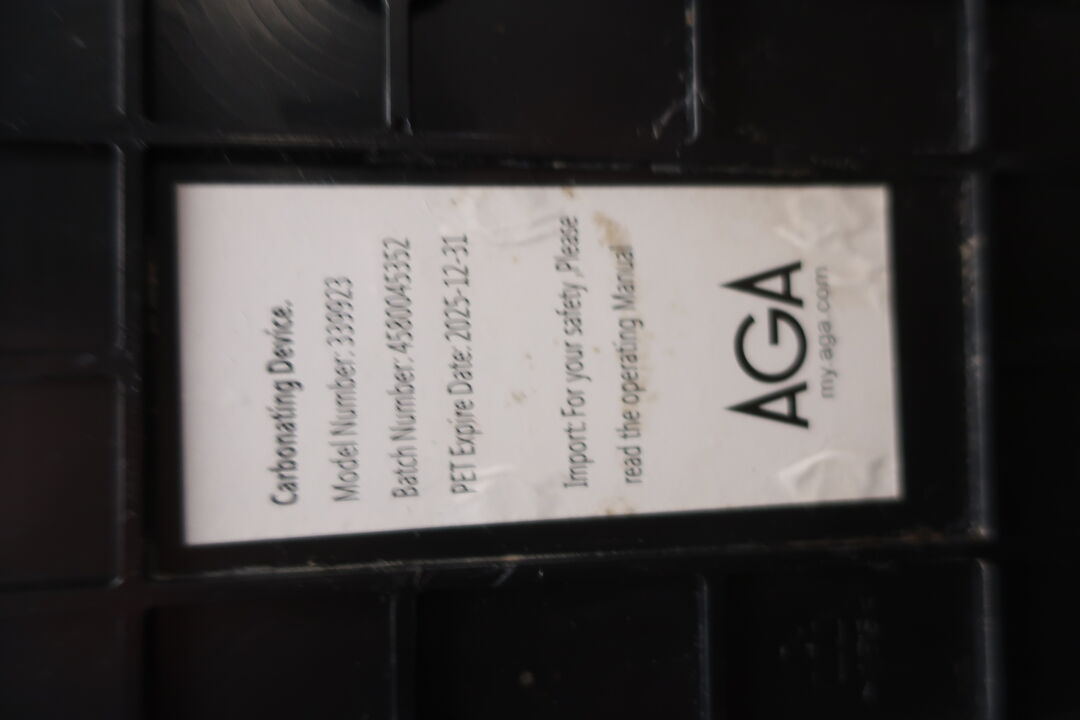 Carbonating Device.
Model Number: 339923
Batch Number: 4580045352
PET Expire Date: 2025-12-31
Import: For your safety ,Please
read the operating Manual
AGA
my.aga.com